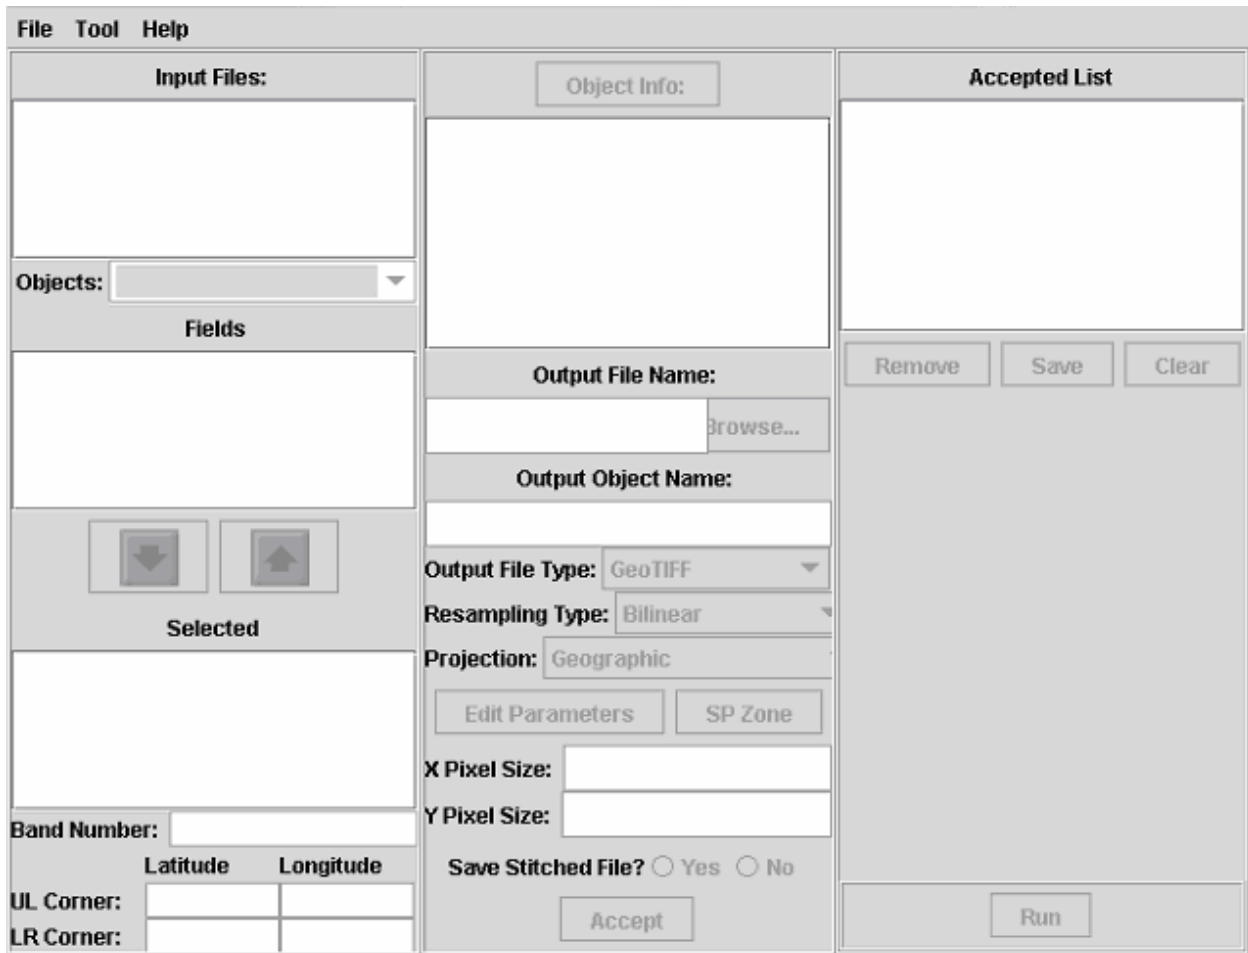 File Tool Help
Input Files:
Objects:
Fields
Selected
Band Number:
Latitude Longitude
UL Corner:
LR Corner:
Object Info:
Output File Name:
Browse...
Output Object Name:
Output File Type: GeoTIFF
Resampling Type: Bilinear
Projection: Geographic
Edit Parameters SP Zone
X Pixel Size:
Y Pixel Size:
Save Stitched File? Yes No
Accept
Accepted List
Remove Save Clear
Run